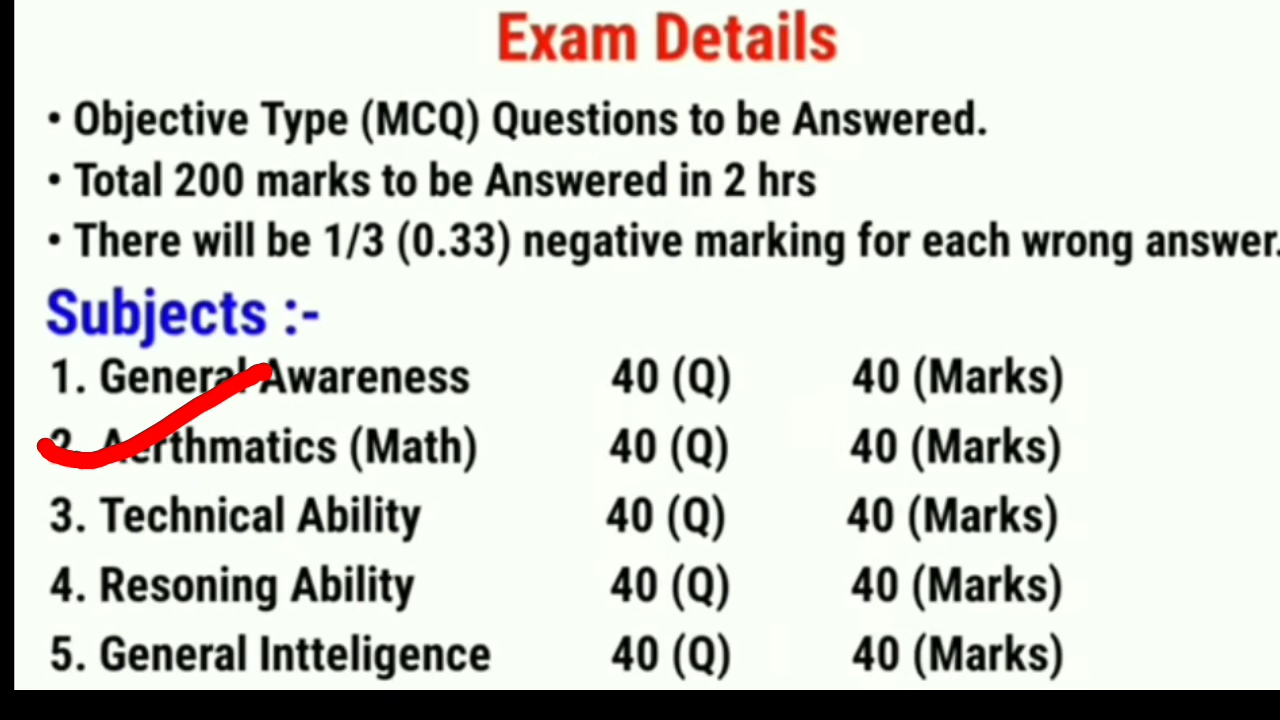 Exam Details
• Objective Type (MCQ) Questions to be Answered.
• Total 200 marks to be Answered in 2 hrs
• There will be 1/3 (0.33) negative marking for each wrong answer.
Subjects :-
1. General Awareness 40 (Q) 40 (Marks)
2. Aerthmatics (Math) 40 (Q) 40 (Marks)
3. Technical Ability 40 (Q) 40 (Marks)
4. Resoning Ability 40 (Q) 40 (Marks)
5. General Intteligence 40 (Q) 40 (Marks)